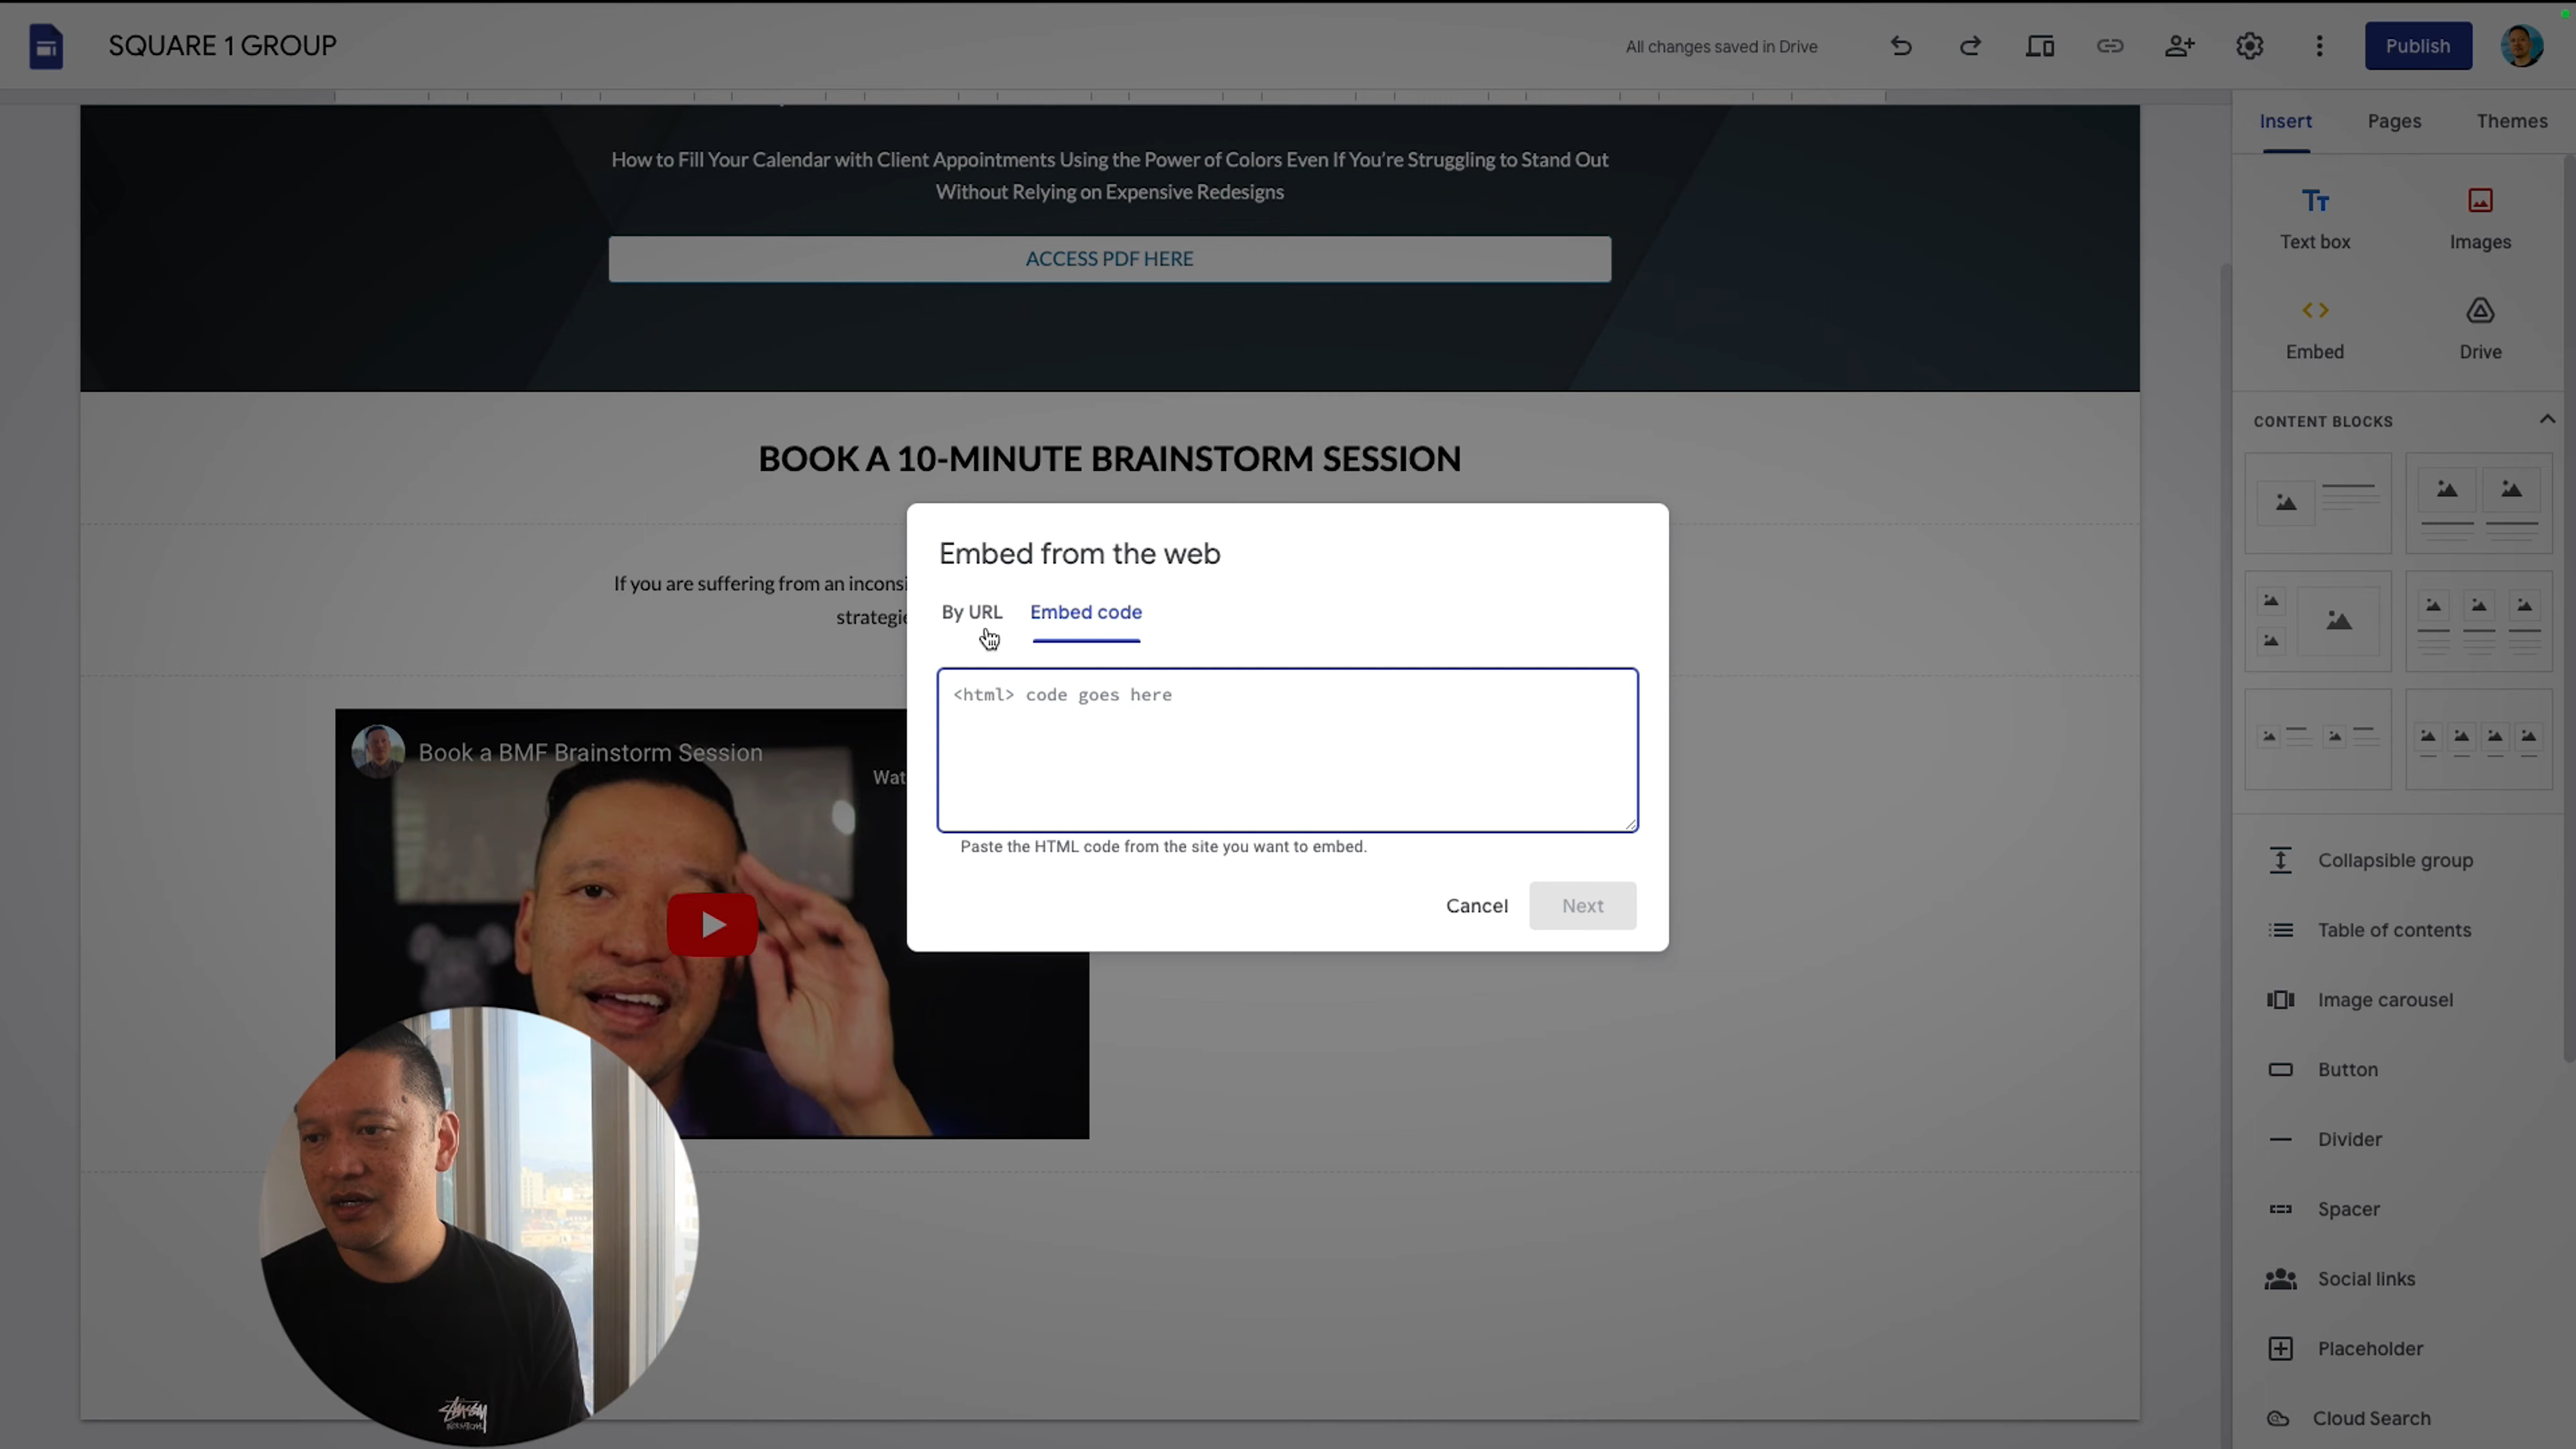 SQUARE 1 GROUP
All changes saved in Drive
Publish
Insert
Pages
Themes
How to Fill Your Calendar with Client Appointments Using the Power of Colors Even If You're Struggling to Stand Out
Without Relying on Expensive Redesigns
ACCESS PDF HERE
Text box
Images
Embed
Drive
CONTENT BLOCKS
BOOK A 10-MINUTE BRAINSTORM SESSION
Embed from the web
By URL
Embed code
If you are suffering from an inconsi
strategie
<html> code goes here
Paste the HTML code from the site you want to embed.
Cancel
Next
Book a BMF Brainstorm Session
Wat
Collapsible group
Table of contents
Image carousel
Button
Divider
Spacer
Social links
Placeholder
Cloud Search